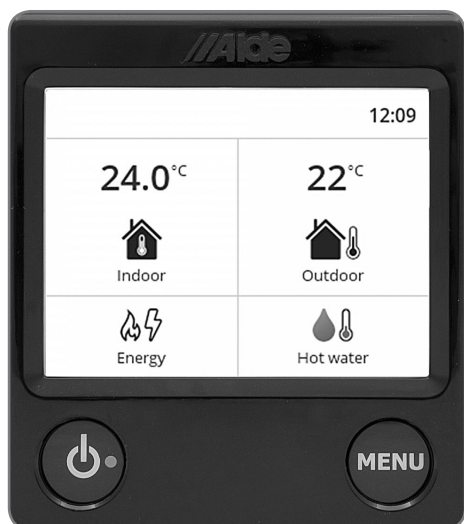 Alde
12:09
24.0°C
22°C
Indoor
Outdoor
Energy
Hot water
MENU